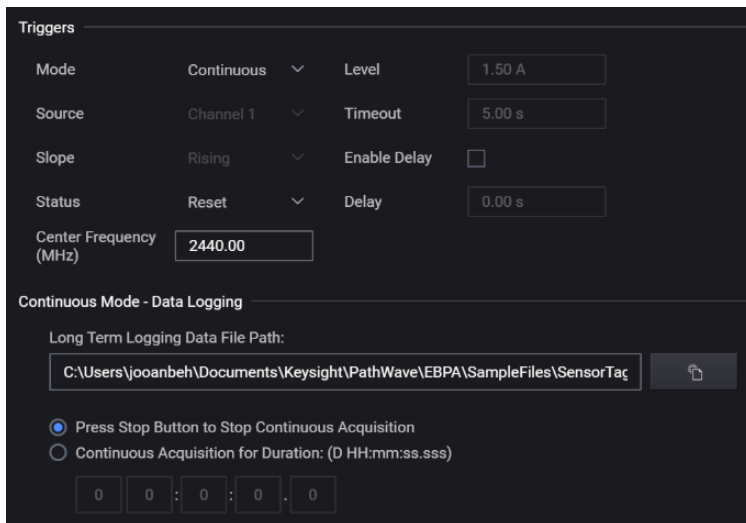 Triggers
Mode Continuous Level 1.50 A
Source Channel 1 Timeout 5.00 s
Slope Rising Enable Delay
Status Reset Delay 0.00 s
Center Frequency
(MHz) 2440.00
Continuous Mode - Data Logging
Long Term Logging Data File Path:
C:\Users\jooanbeh\Documents\Keysight\PathWave\EBPA\SampleFiles\SensorTag
Press Stop Button to Stop Continuous Acquisition
Continuous Acquisition for Duration: (D HH:mm:ss.sss)
0 0 : 0 : 0 . 0